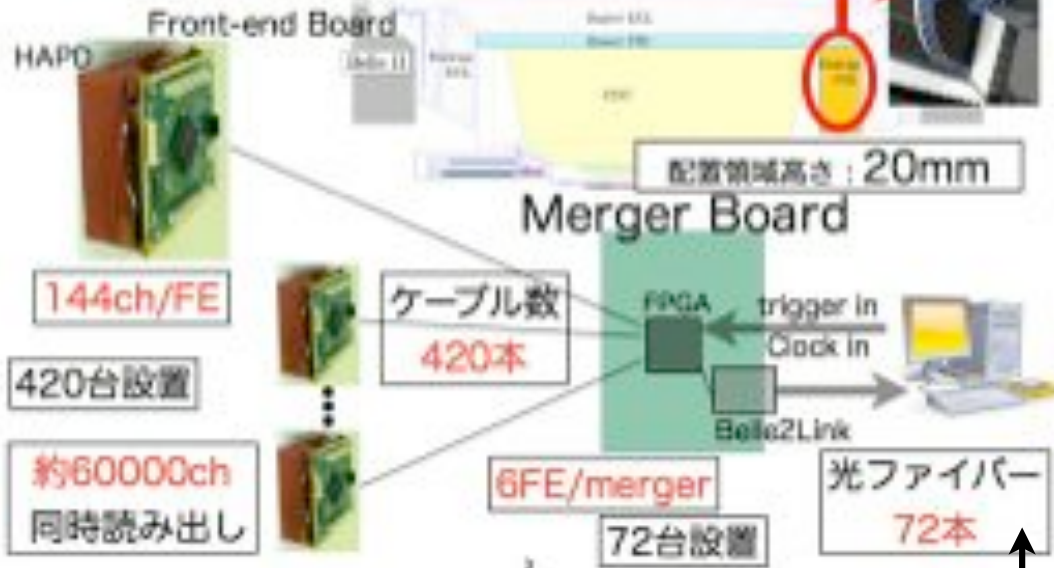 Front-end Board
HAPD
Belle II
配置領域高さ : 20mm
Merger Board
144ch/FE
ケーブル数
420本
FPGA
trigger in
Clock in
420台設置
Belle2Link
約60000ch
同時読み出し
6FE/merger
72台設置
光ファイバー
72本